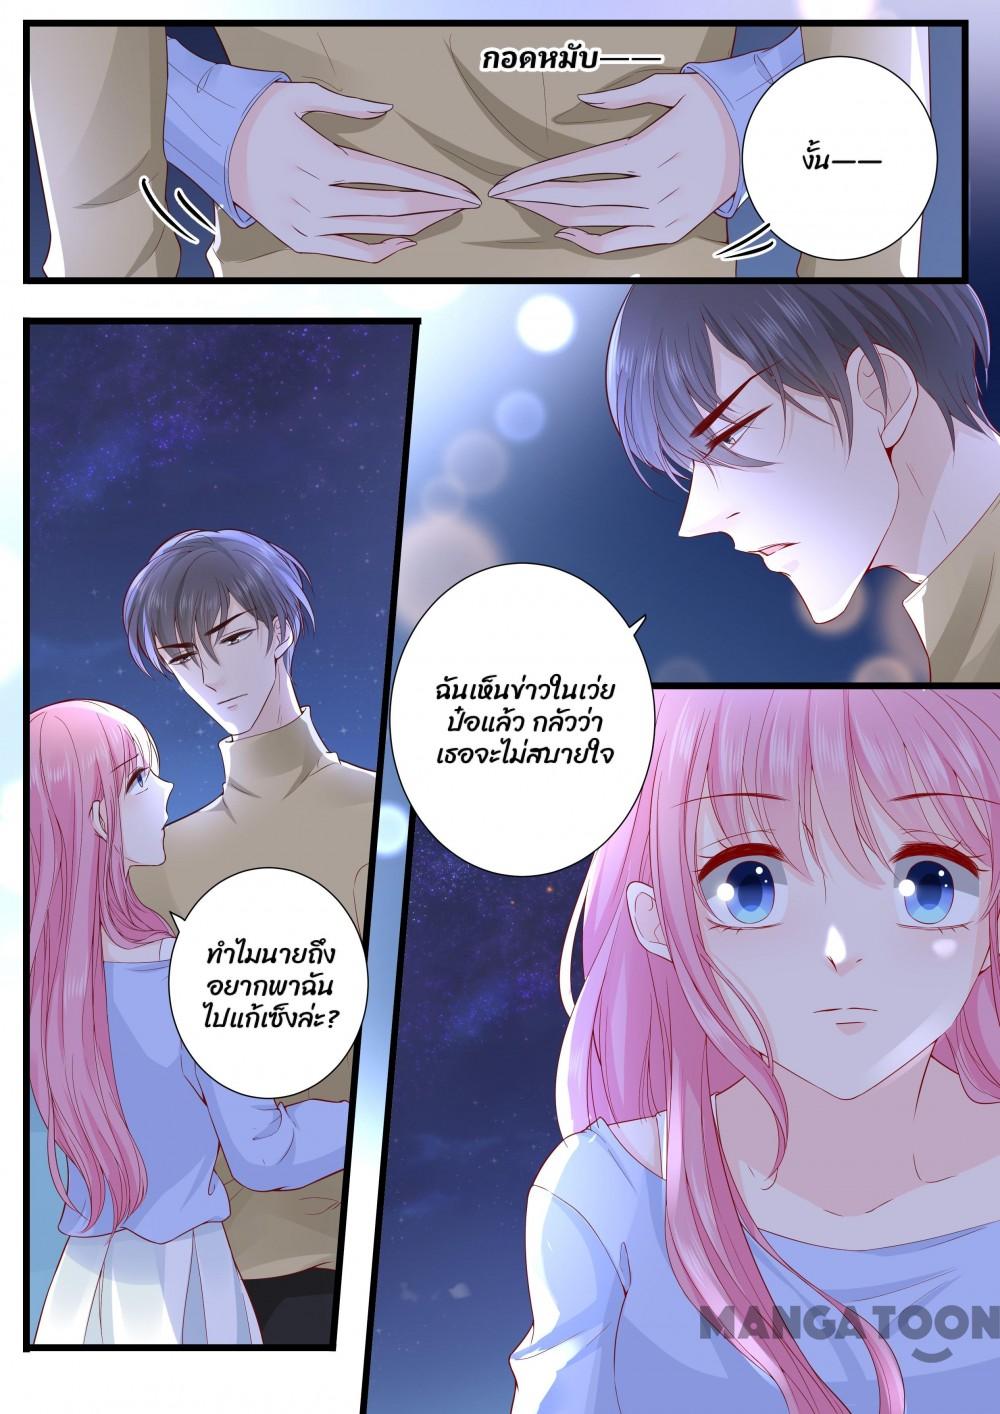 กอดหมับ——
งั้น——
ฉันเห็นข่าวในเว่ย
ป๋อแล้ว กลัวว่า
เธอจะไม่สบายใจ
ทำไมนายถึง
อยากพาฉัน
ไปแก้เซ็งล่ะ?
MANGATOON